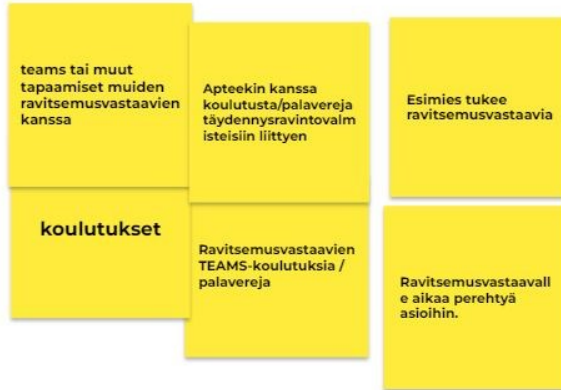 teams tai muut
tapaamiset muiden
ravitsemusvastaavien
kanssa
Apteekin kanssa
koulutusta/palavereja
täydennysravintovalm
isteisiin liittyen
Esimies tukee
ravitsemusvastaavia
koulutukset
Ravitsemusvastaavien
TEAMS-koulutuksia /
palavereja
Ravitsemusvastaavall
e aikaa perehtyä
asioihin.